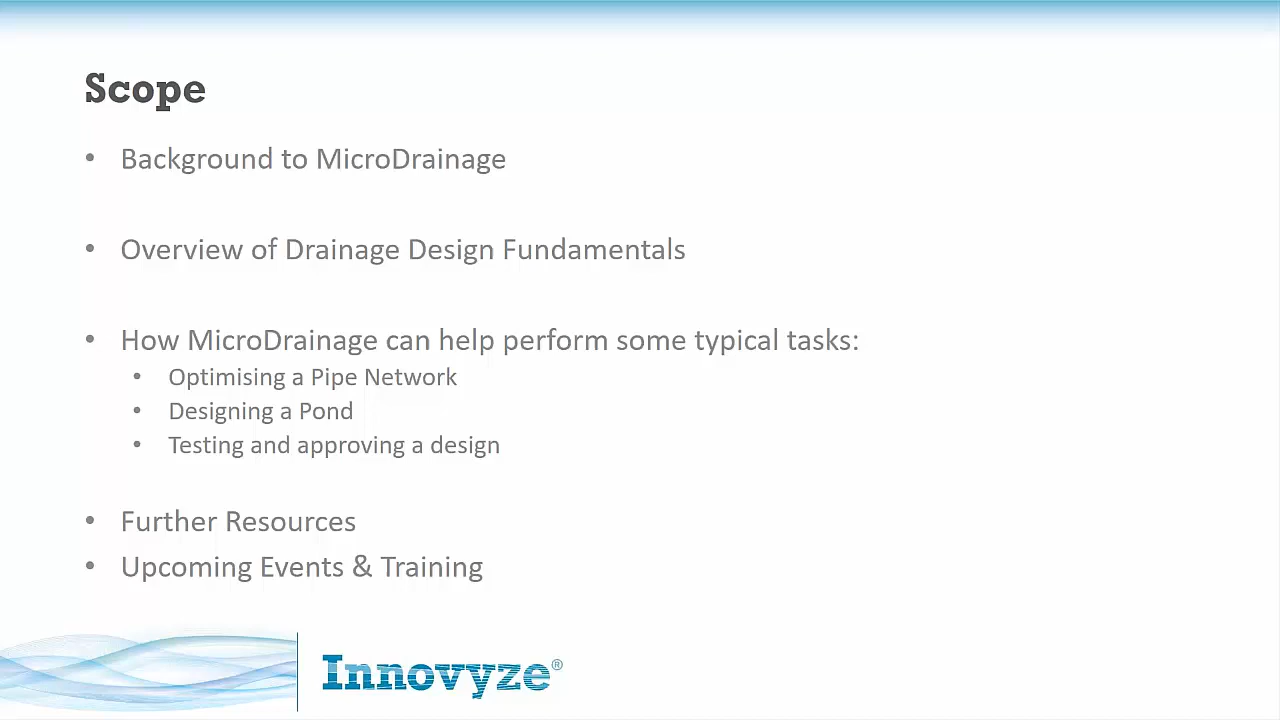 Scope
• Background to MicroDrainage
• Overview of Drainage Design Fundamentals
• How MicroDrainage can help perform some typical tasks:
• Optimising a Pipe Network
• Designing a Pond
• Testing and approving a design
• Further Resources
• Upcoming Events & Training
Innovyze®